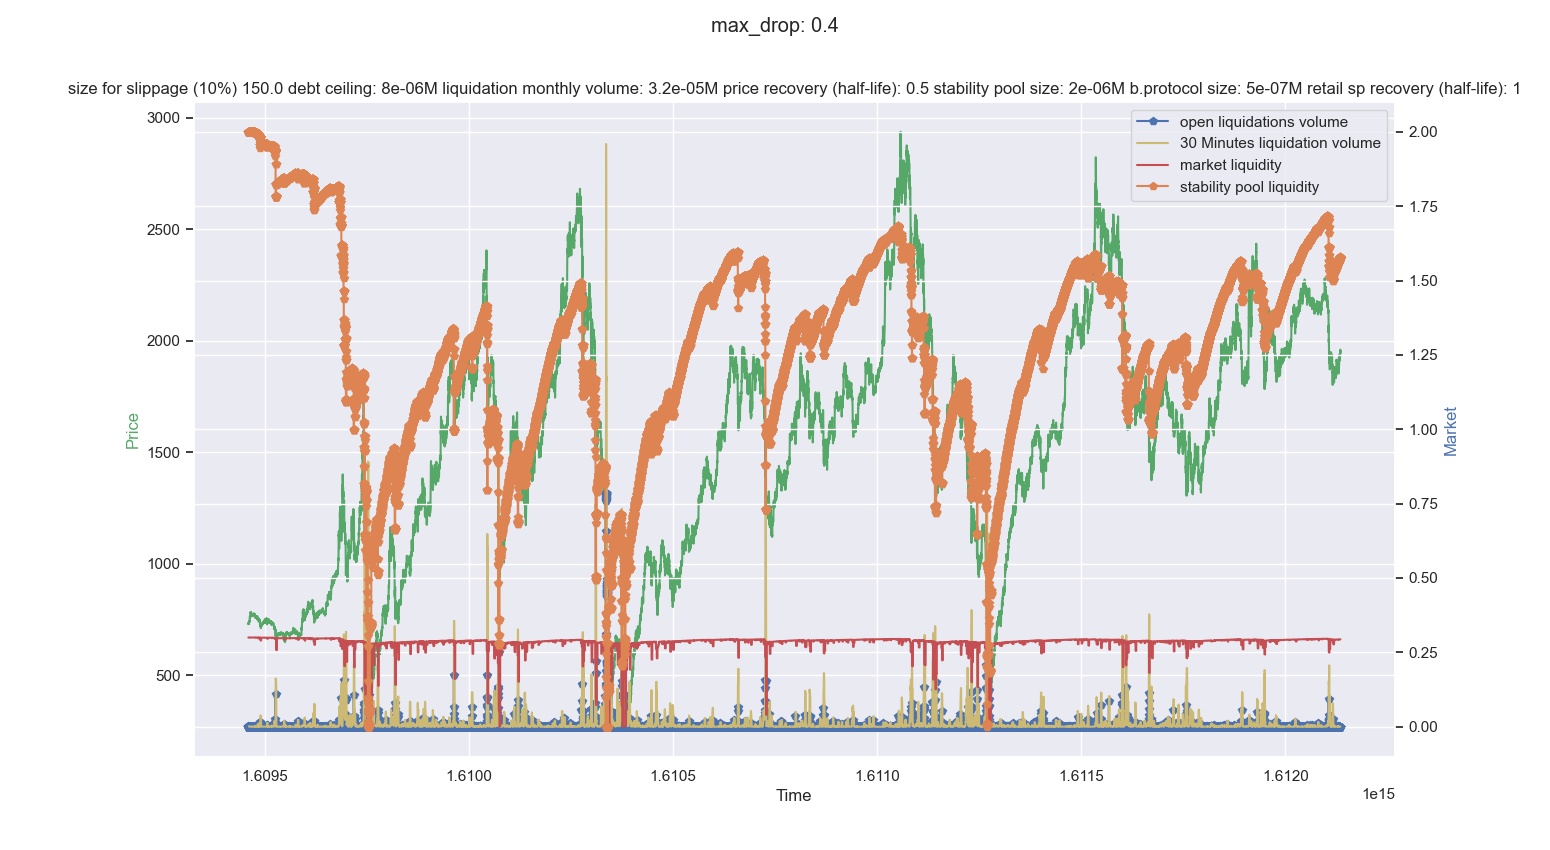 max_drop: 0.4
size for slippage (10%) 150.0 debt ceiling: 8e-06M liquidation monthly volume: 3.2e-05M price recovery (half-life): 0.5 stability pool size: 2e-06M b.protocol size: 5e-07M retail sp recovery (half-life): 1
open liquidations volume
30 Minutes liquidation volume
market liquidity
stability pool liquidity
3000
2500
2000
1500
1000
500
Price
2.00
1.75
1.50
1.25
1.00
0.75
0.50
0.25
0.00
Market
1.6095 1.6100 1.6105 1.6110 1.6115 1.6120
1e15
Time